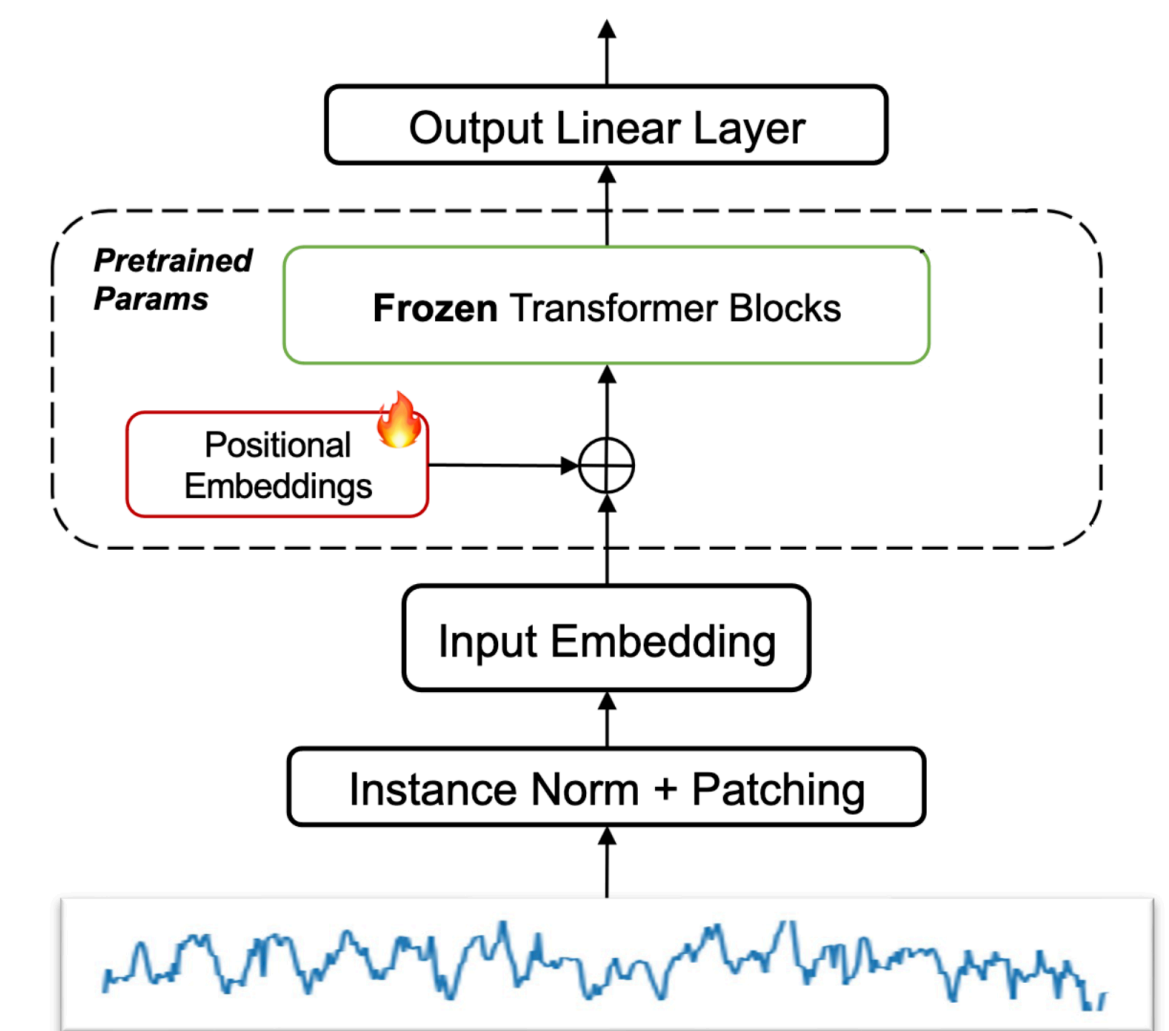 Output Linear Layer
Pretrained
Params
Frozen Transformer Blocks
Positional
Embeddings
Input Embedding
Instance Norm + Patching